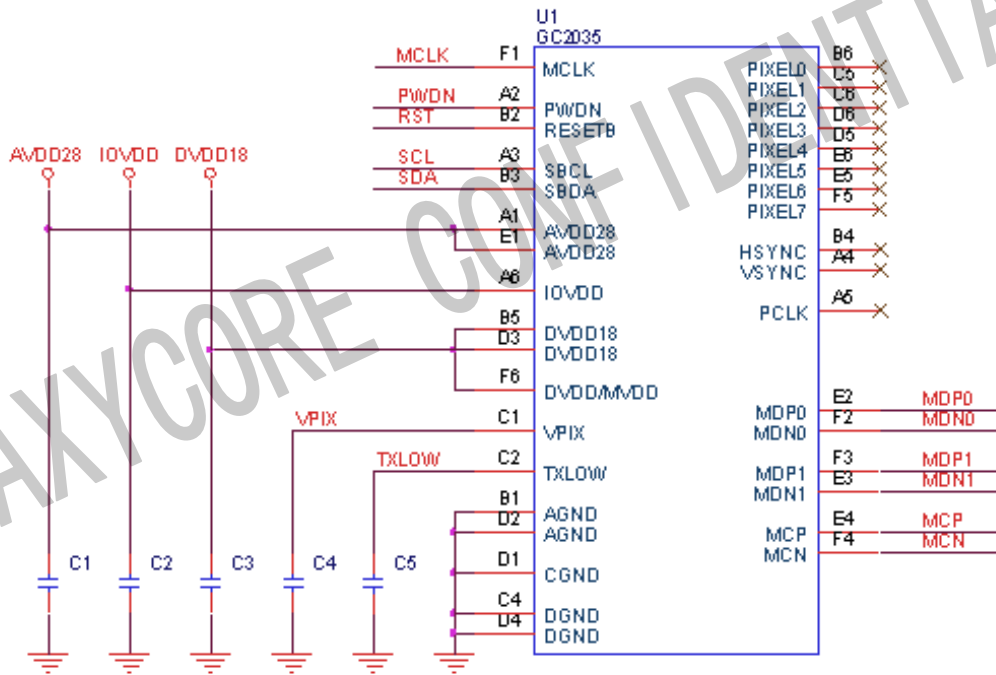 U1
GC2035
MCLK F1 MCLK
PWDN A2 PWDN
RST B2 RESETB
SCL A3 SBCL
SDA B3 SBDA
AVDD28 IOVDD DVDD18
A1 AVDD28
E1 AVDD28
A6 IOVDD
B5 DVDD18
D3 DVDD18
F6 DVDD/MVDD
VPIX C1 VPIX
TXLOW C2 TXLOW
B1 AGND
D2 AGND
D1 CGND
C4 DGND
D4 DGND
C1 C2 C3 C4 C5
PIXEL0 B6
PIXEL1 C5
PIXEL2 C6
PIXEL3 D6
PIXEL4 D5
PIXEL5 E6
PIXEL6 E5
PIXEL7 F5
HSYNC B4
VSYNC A4
PCLK A5
MDP0 E2 MDP0
MDN0 F2 MDN0
MDP1 F3 MDP1
MDN1 E3 MDN1
MCP E4 MCP
MCN F4 MCN
AXYCORE CONFIDENTIA